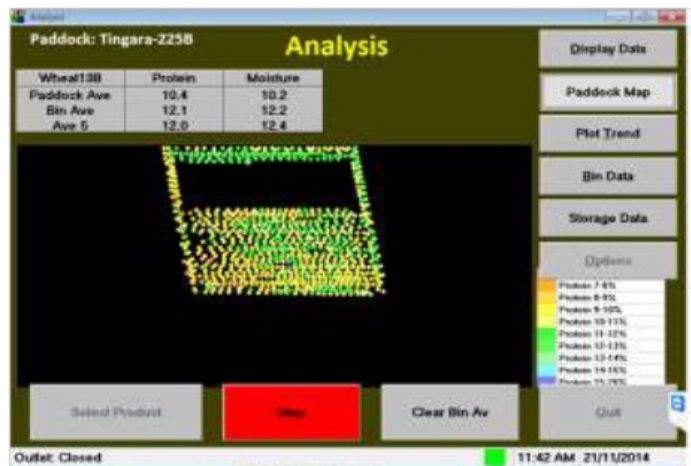 Analysis
Paddock: Tingara-225B
Analysis
Wheat13B Protein Moisture
Paddock Ave 10.4 10.2
Bin Ave 12.1 12.2
Ave 5 12.0 12.4
Display Data
Paddock Map
Plot Trend
Bin Data
Storage Data
Options
Protein 7-8%
Protein 8-9%
Protein 9-10%
Protein 10-11%
Protein 11-12%
Protein 12-13%
Protein 13-14%
Protein 14-15%
Select Product
Stop
Clear Bin Av
Quit
Outlet: Closed
11:42 AM 21/11/2014